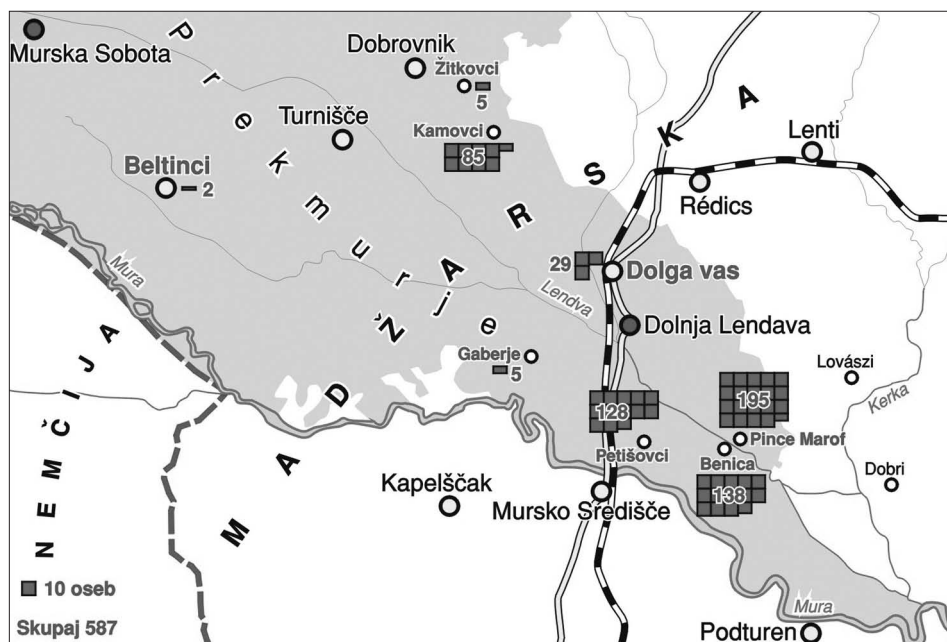 Murska Sobota
Prekmurje
Dobrovnik
Žitkovci
5
Turnišče
Kamovci
85
MADŽARSKA
Lenti
Beltinci
2
Rédics
Mura
29
Dolga vas
Lendva
Dolnja Lendava
Gaberje
5
Lovászi
Kerka
NEMČIJA
128
195
Petišovci
Pince Marof
Benica
Dobri
138
Kapelščak
Mursko Središče
10 oseb
Skupaj 587
Mura
Podturen